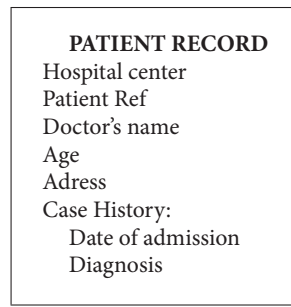 PATIENT RECORD
Hospital center
Patient Ref
Doctor's name
Age
Adress
Case History:
Date of admission
Diagnosis